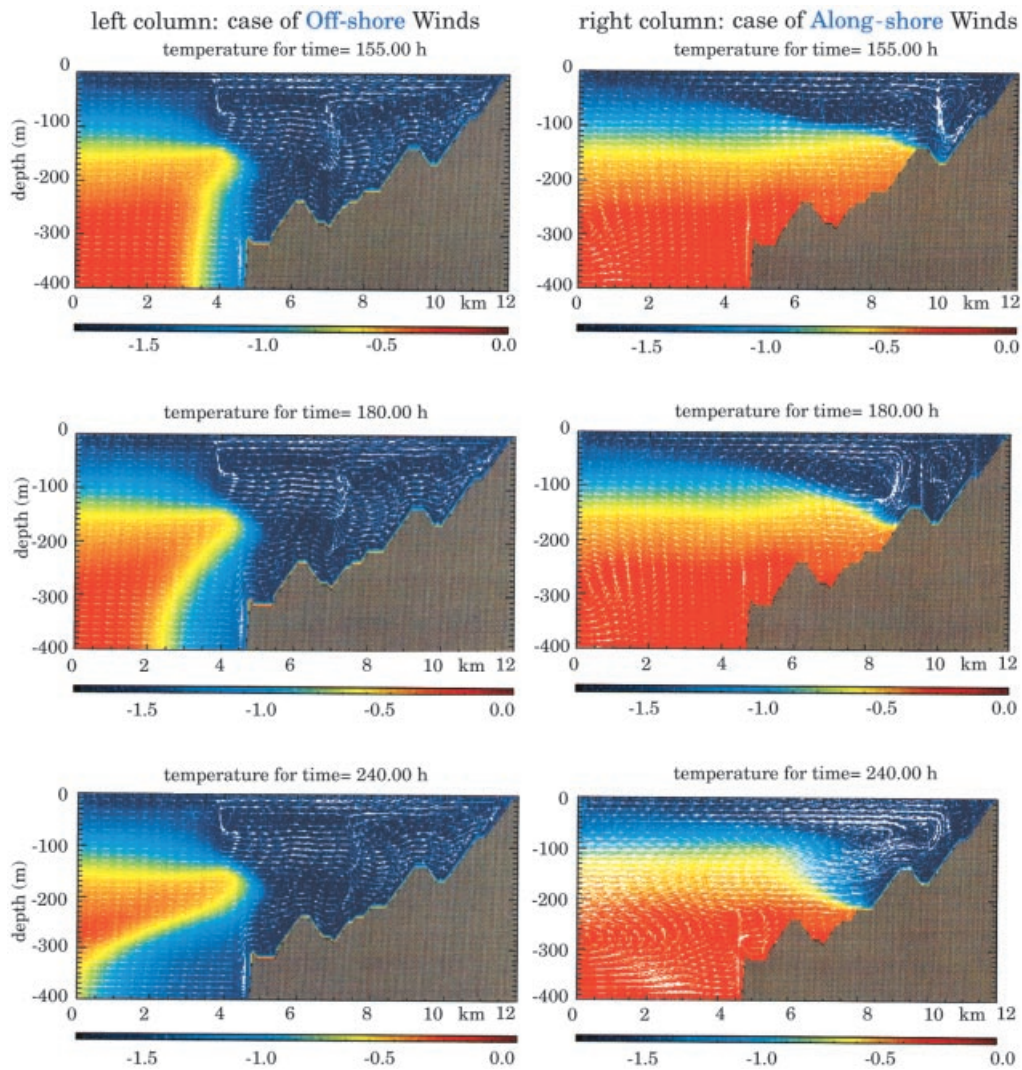 left column: case of Off-shore Winds
right column: case of Along-shore Winds
temperature for time= 155.00 h
temperature for time= 155.00 h
0
-100
-200
-300
-400
depth (m)
0 2 4 6 8 10 km 12
-1.5 -1.0 -0.5 0.0
0
-100
-200
-300
-400
0 2 4 6 8 10 km 12
-1.5 -1.0 -0.5 0.0
temperature for time= 180.00 h
temperature for time= 180.00 h
0
-100
-200
-300
-400
depth (m)
0 2 4 6 8 10 km 12
-1.5 -1.0 -0.5 0.0
0
-100
-200
-300
-400
0 2 4 6 8 10 km 12
-1.5 -1.0 -0.5 0.0
temperature for time= 240.00 h
temperature for time= 240.00 h
0
-100
-200
-300
-400
depth (m)
0 2 4 6 8 10 km 12
-1.5 -1.0 -0.5 0.0
0
-100
-200
-300
-400
0 2 4 6 8 10 km 12
-1.5 -1.0 -0.5 0.0